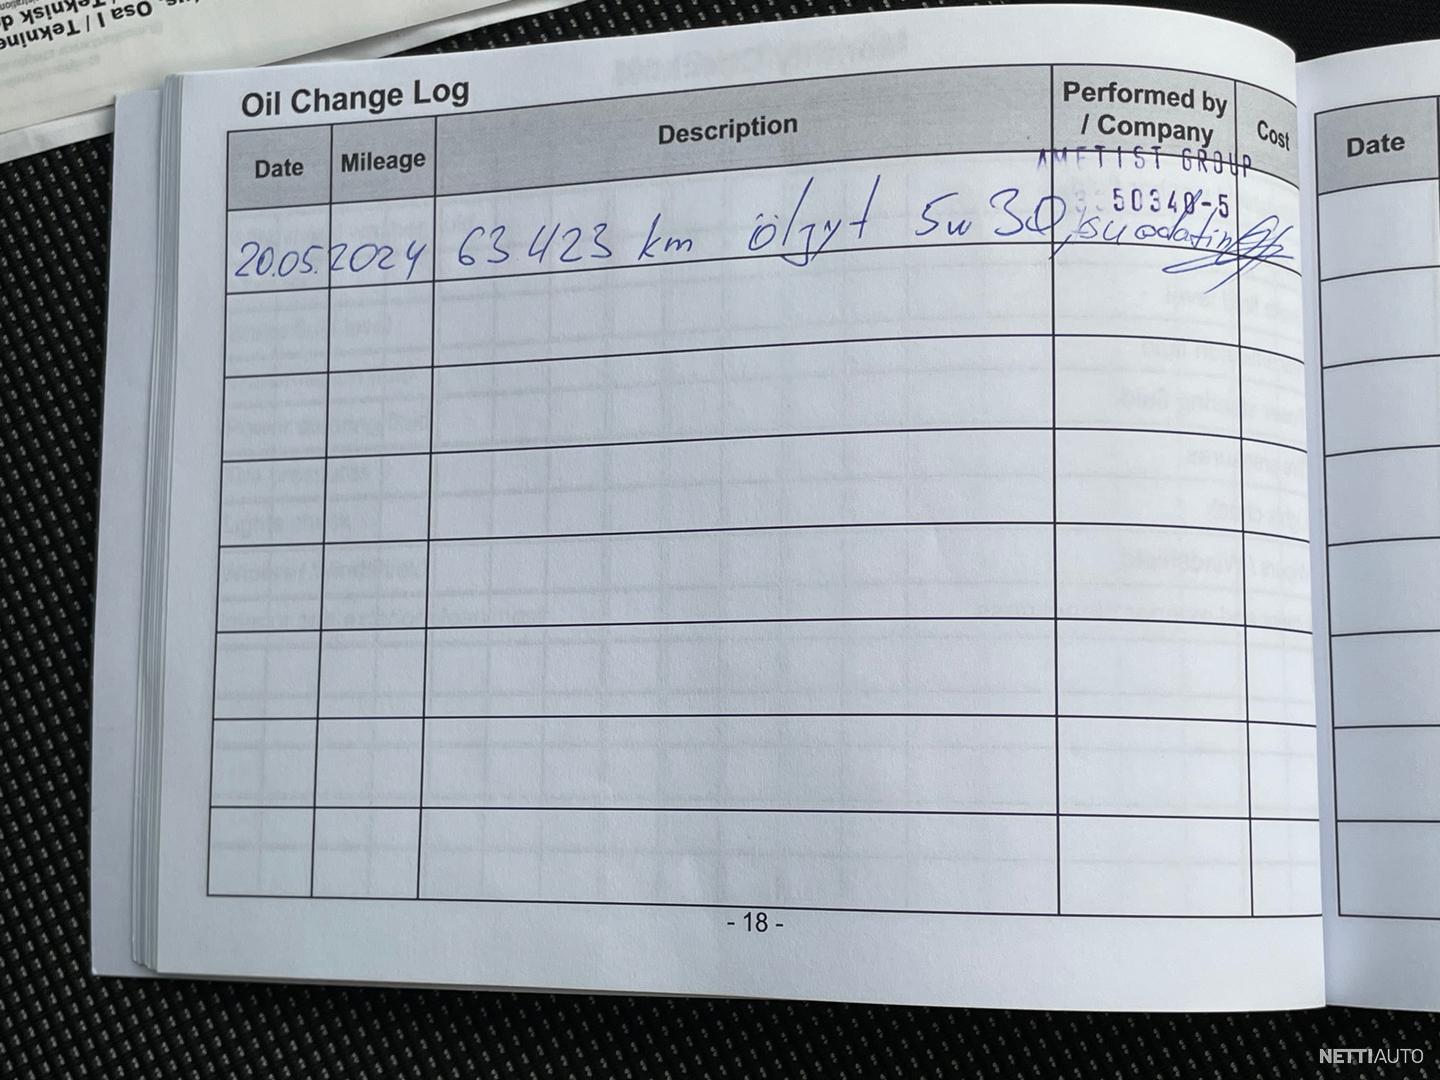 Oil Change Log
Date Mileage Description Performed by / Company Cost
AMETIST GROUP
50340-5
20.05.2024 63 423 km ölzyt 5w30, suodatin
- 18 -
Date
NETTIAUTO